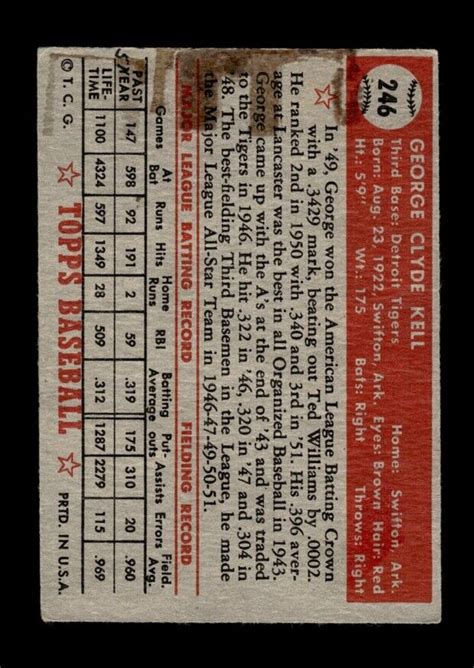 246
GEORGE CLYDE KELL
Third Base: Detroit Tigers Home: Swifton, Ark.
Born: Aug. 23, 1922, Swifton, Ark. Eyes: Brown Hair: Red
Ht.: 5'9" Wt.: 175 Bats: Right Throws: Right
In '49, George won the American League Batting Crown
with a .3429 mark, beating out Ted Williams by .0002.
He ranked 2nd in 1950 with .340 and 3rd in '51. His .396 aver-
age at Lancaster was the best in all Organized Baseball in 1943.
George came up with the A's at the end of '43 and was traded
to the Tigers in 1946. He hit .322 in '46, .320 in '47 and .304 in
'48. The best-fielding Third Basemen in the League, he made
the Major League All-Star Team in 1946-47-49-50-51.
MAJOR LEAGUE BATTING RECORD FIELDING RECORD
Games At Bat Runs Hits Home Runs RBI Batting Average Put-outs Assists Errors Field. Avg.
PAST YEAR 147 598 92 191 2 59 .319 175 310 20 .960
LIFE-TIME 1100 4324 597 1349 28 509 .312 1287 2279 115 .969
© T. C. G. TOPPS BASEBALL PRTD. IN U.S.A.